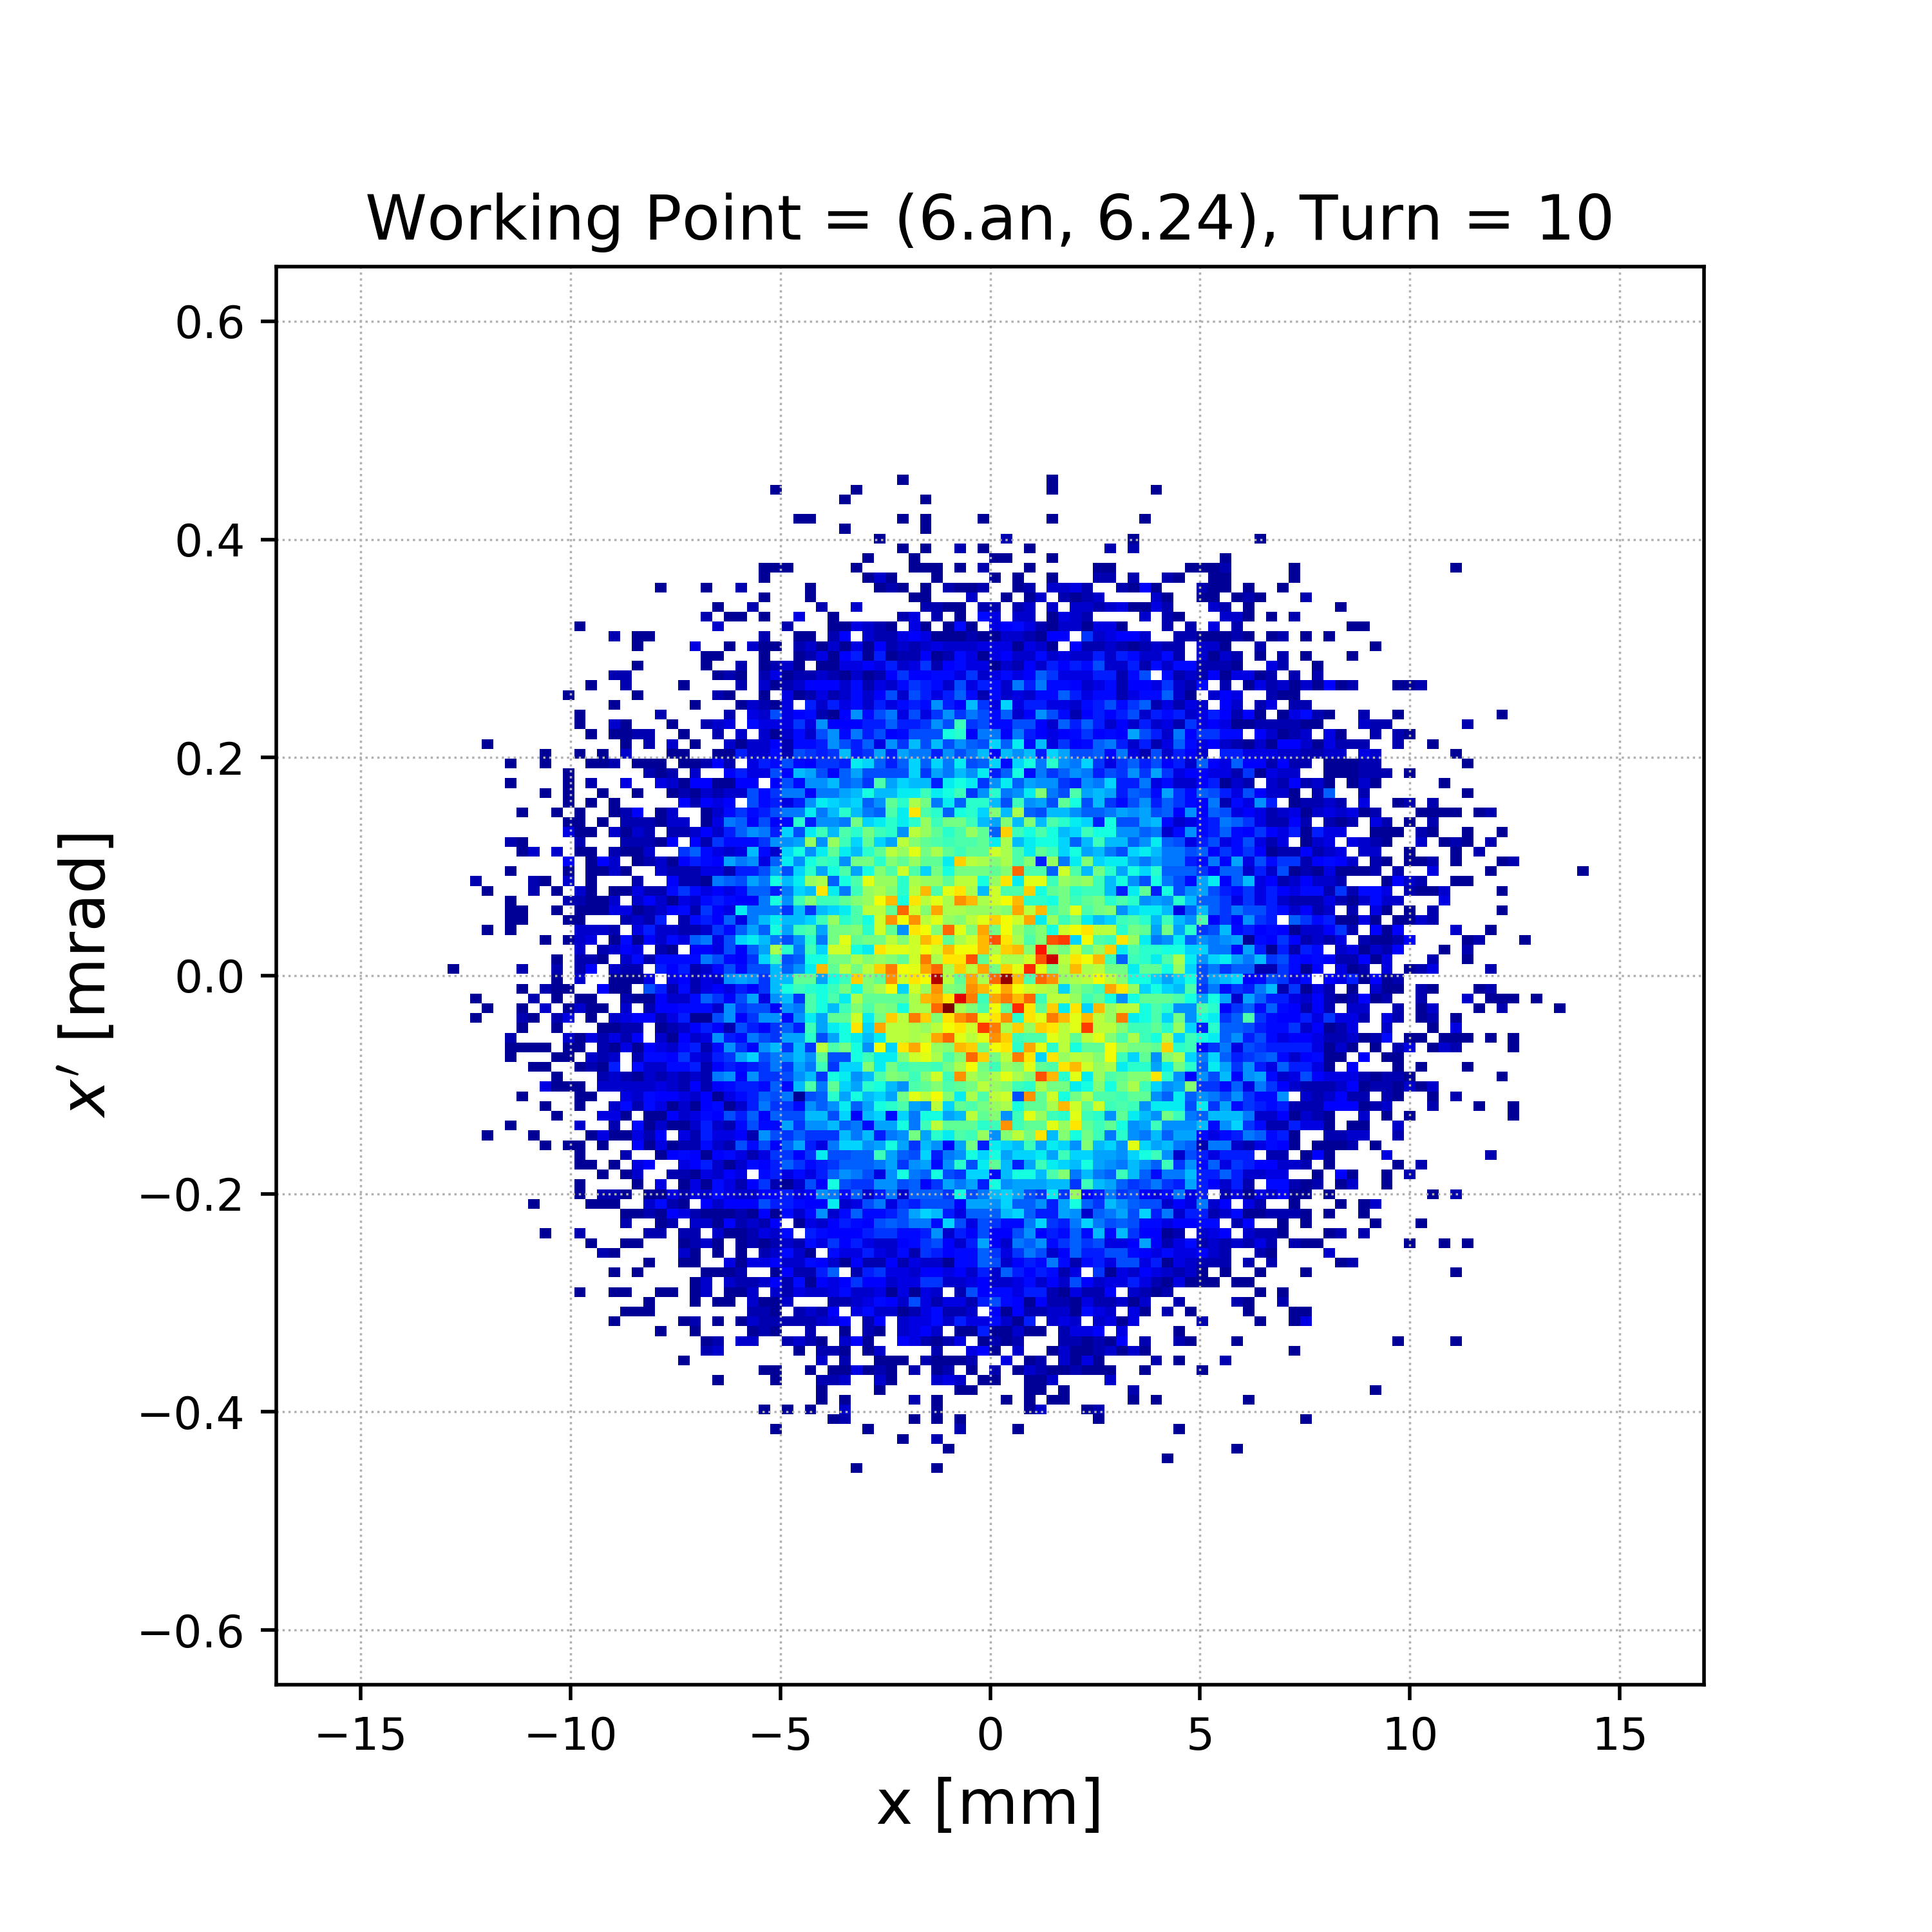 Working Point = (6.an, 6.24), Turn = 10
0.6
0.4
0.2
0.0
−0.2
−0.4
−0.6
x′ [mrad]
−15 −10 −5 0 5 10 15
x [mm]